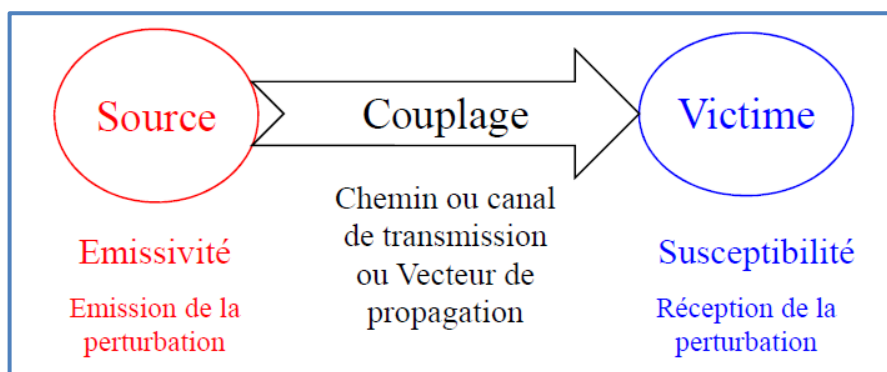 Source
Couplage
Victime
Chemin ou canal
de transmission
ou Vecteur de
propagation
Emissivité
Emission de la
perturbation
Susceptibilité
Réception de la
perturbation